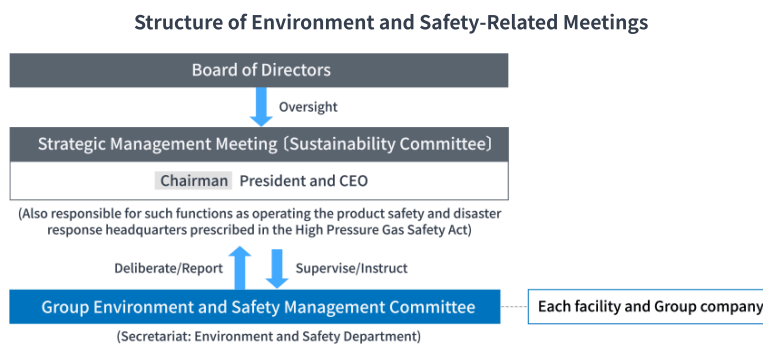 Structure of Environment and Safety-Related Meetings
Board of Directors
Oversight
Strategic Management Meeting〔Sustainability Committee〕
Chairman President and CEO
(Also responsible for such functions as operating the product safety and disaster
response headquarters prescribed in the High Pressure Gas Safety Act)
Deliberate/Report
Supervise/Instruct
Group Environment and Safety Management Committee
Each facility and Group company
(Secretariat: Environment and Safety Department)